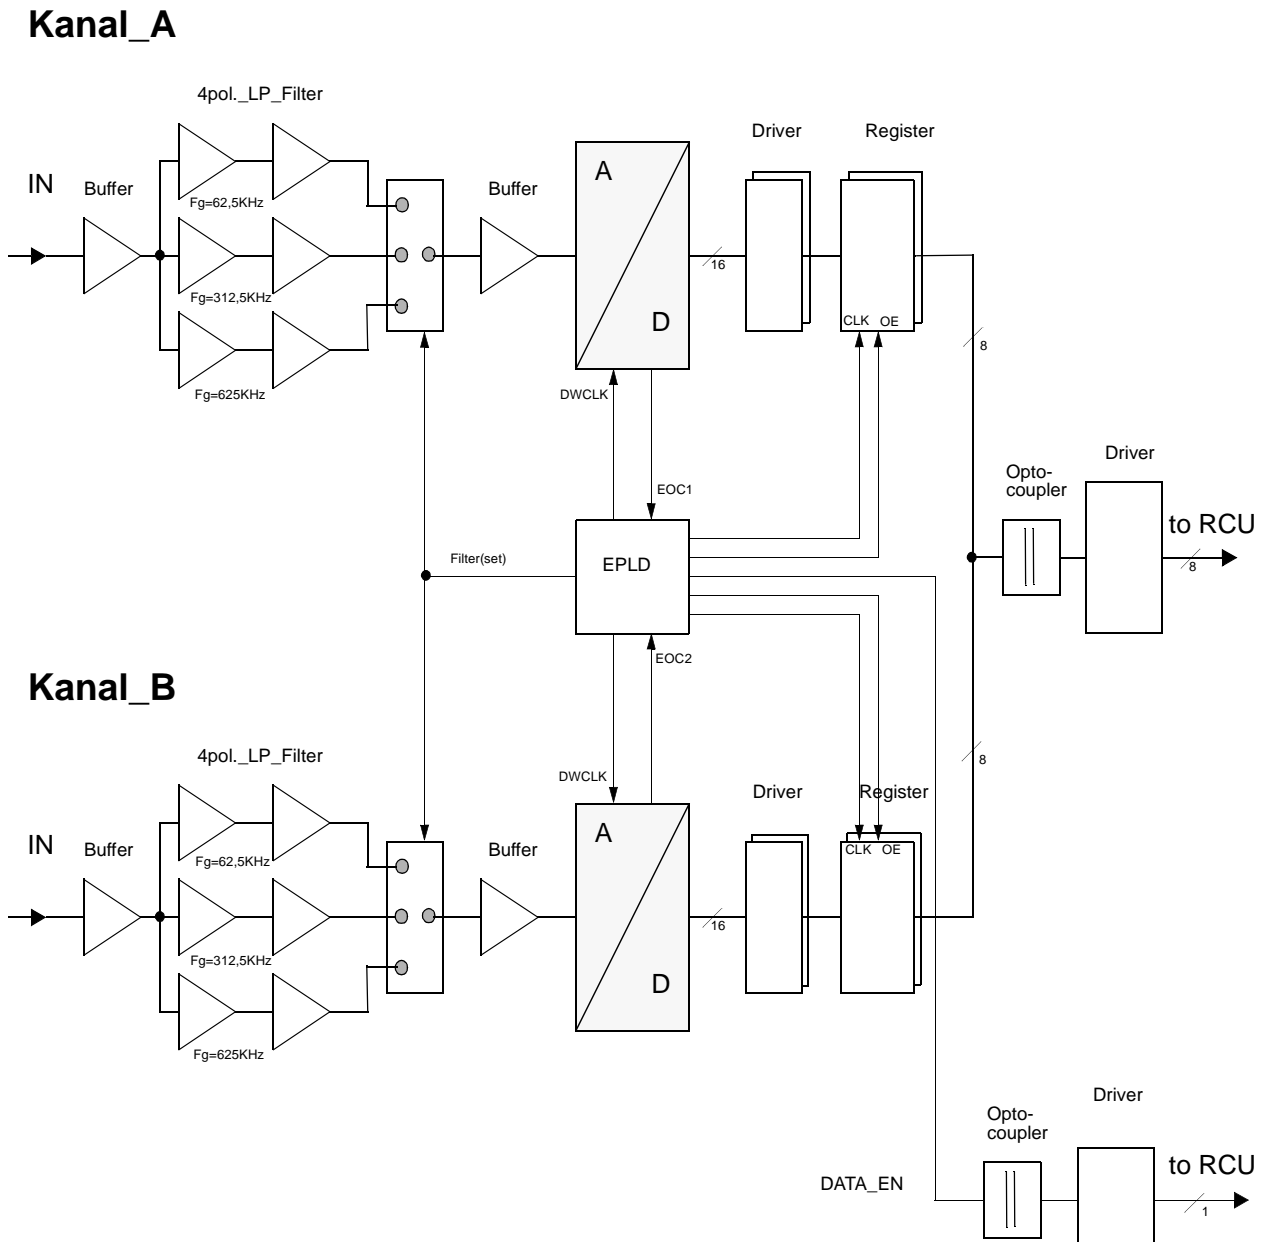 Kanal_A
4pol._LP_Filter
Driver
Register
IN
Buffer
Buffer
A
D
Fg=62,5KHz
16
Fg=312,5KHz
CLK
OE
8
Fg=625KHz
DWCLK
Driver
Opto-
coupler
EOC1
to RCU
Filter(set)
EPLD
8
EOC2
Kanal_B
4pol._LP_Filter
8
DWCLK
Driver
Register
IN
Buffer
Buffer
A
D
CLK
OE
Fg=62,5KHz
16
Fg=312,5KHz
Fg=625KHz
Driver
Opto-
coupler
to RCU
DATA_EN
1